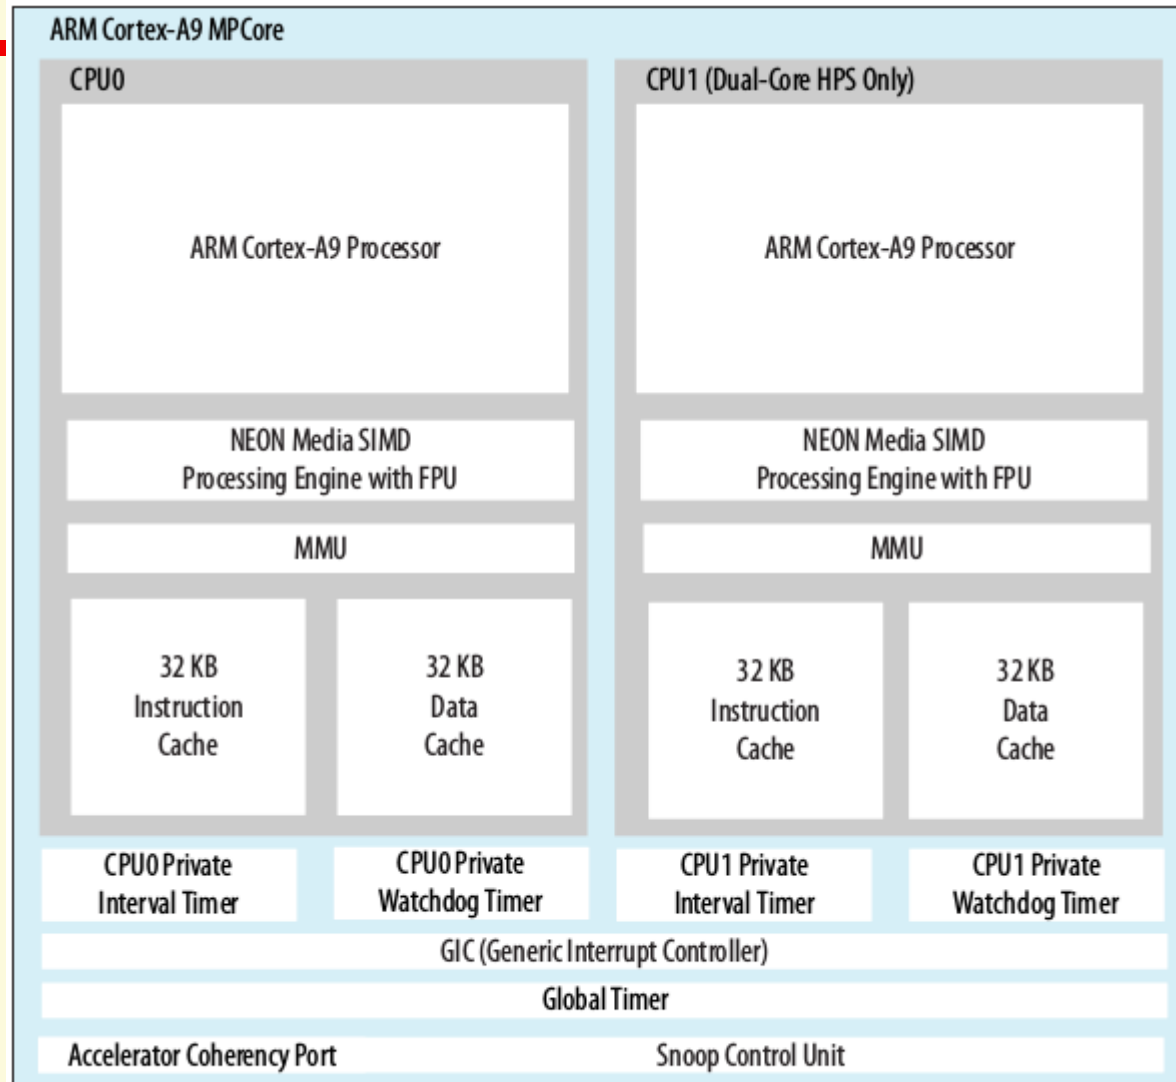 ARM Cortex-A9 MPCore
CPU0
ARM Cortex-A9 Processor
NEON Media SIMD
Processing Engine with FPU
MMU
32 KB
Instruction
Cache
32 KB
Data
Cache
CPU1 (Dual-Core HPS Only)
ARM Cortex-A9 Processor
NEON Media SIMD
Processing Engine with FPU
MMU
32 KB
Instruction
Cache
32 KB
Data
Cache
CPU0 Private
Interval Timer
CPU0 Private
Watchdog Timer
CPU1 Private
Interval Timer
CPU1 Private
Watchdog Timer
GIC (Generic Interrupt Controller)
Global Timer
Accelerator Coherency Port
Snoop Control Unit